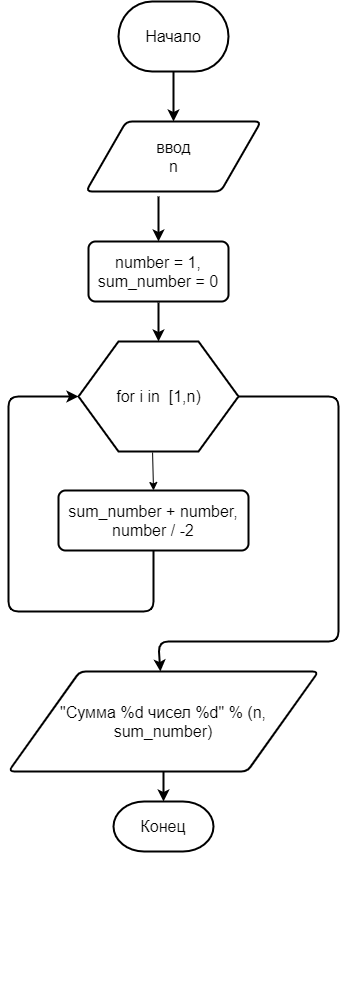 Начало
ввод
n
number = 1,
sum_number = 0
for i in  [1,n)
sum_number + number,
number / -2
"Сумма %d чисел %d" % (n,
sum_number)
Конец